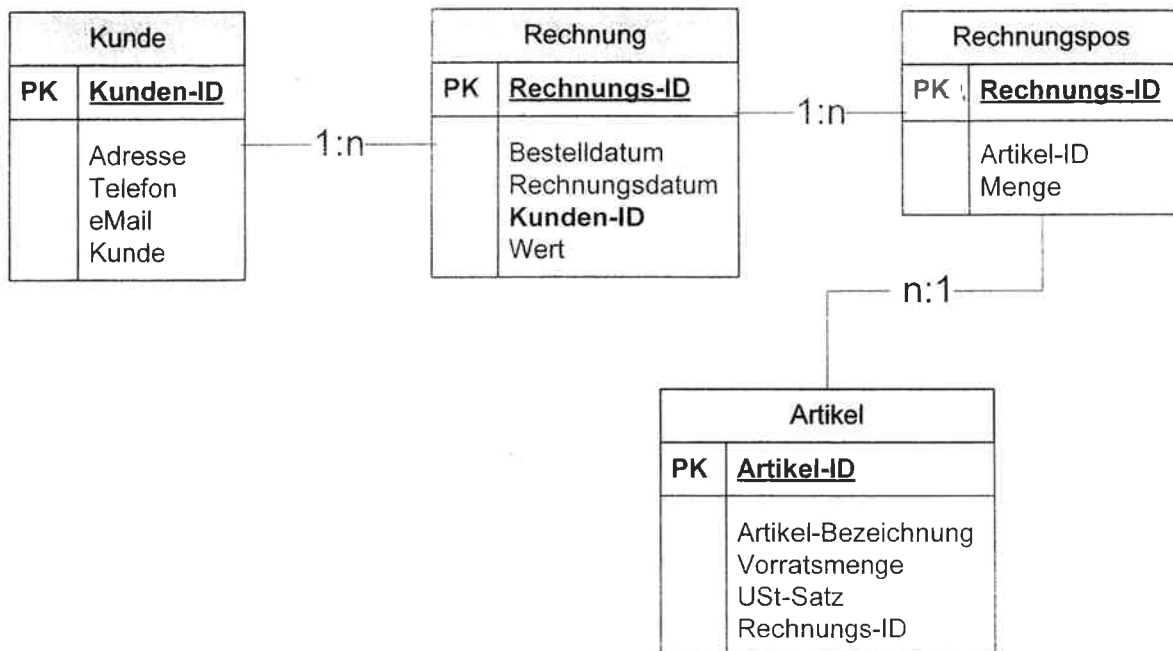 Kunde
PK Kunden-ID
Adresse
Telefon
eMail
Kunde
1:n
Rechnung
PK Rechnungs-ID
Bestelldatum
Rechnungsdatum
Kunden-ID
Wert
1:n
Rechnungspos
PK Rechnungs-ID
Artikel-ID
Menge
n:1
Artikel
PK Artikel-ID
Artikel-Bezeichnung
Vorratsmenge
USt-Satz
Rechnungs-ID